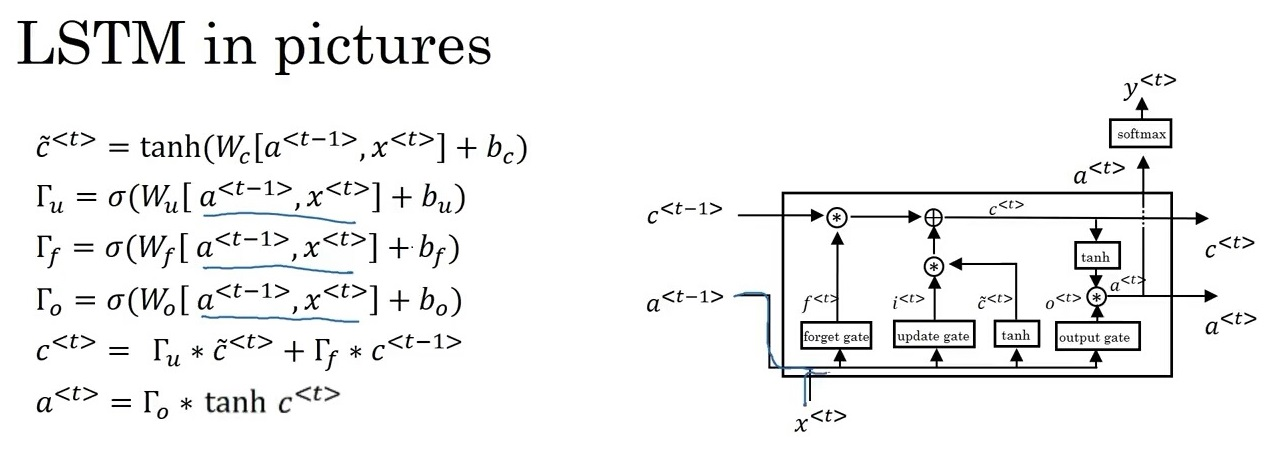 LSTM in pictures
c̃<t> = tanh(W_c[a<t−1>, x<t>] + b_c)
Γ_u = σ(W_u[ a<t−1>, x<t>] + b_u)
Γ_f = σ(W_f[ a<t−1>, x<t>] + b_f)
Γ_o = σ(W_o[ a<t−1>, x<t>] + b_o)
c<t> = Γ_u * c̃<t> + Γ_f * c<t−1>
a<t> = Γ_o * tanh c<t>
y<t>
softmax
a<t>
c<t−1>
*
⊕
c<t>
c<t>
tanh
*
a<t−1>
f<t>
i<t>
c̃<t>
o<t>
*
a<t>
a<t>
forget gate
update gate
tanh
output gate
x<t>